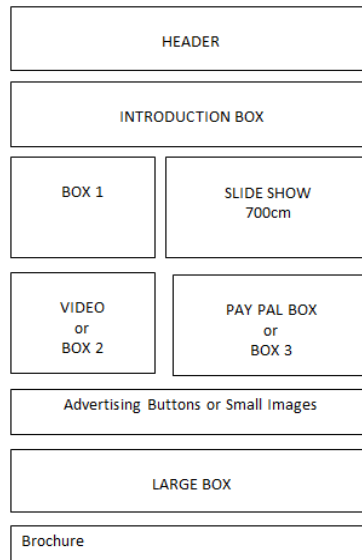 HEADER
INTRODUCTION BOX
BOX 1
SLIDE SHOW
700cm
VIDEO
or
BOX 2
PAY PAL BOX
or
BOX 3
Advertising Buttons or Small Images
LARGE BOX
Brochure